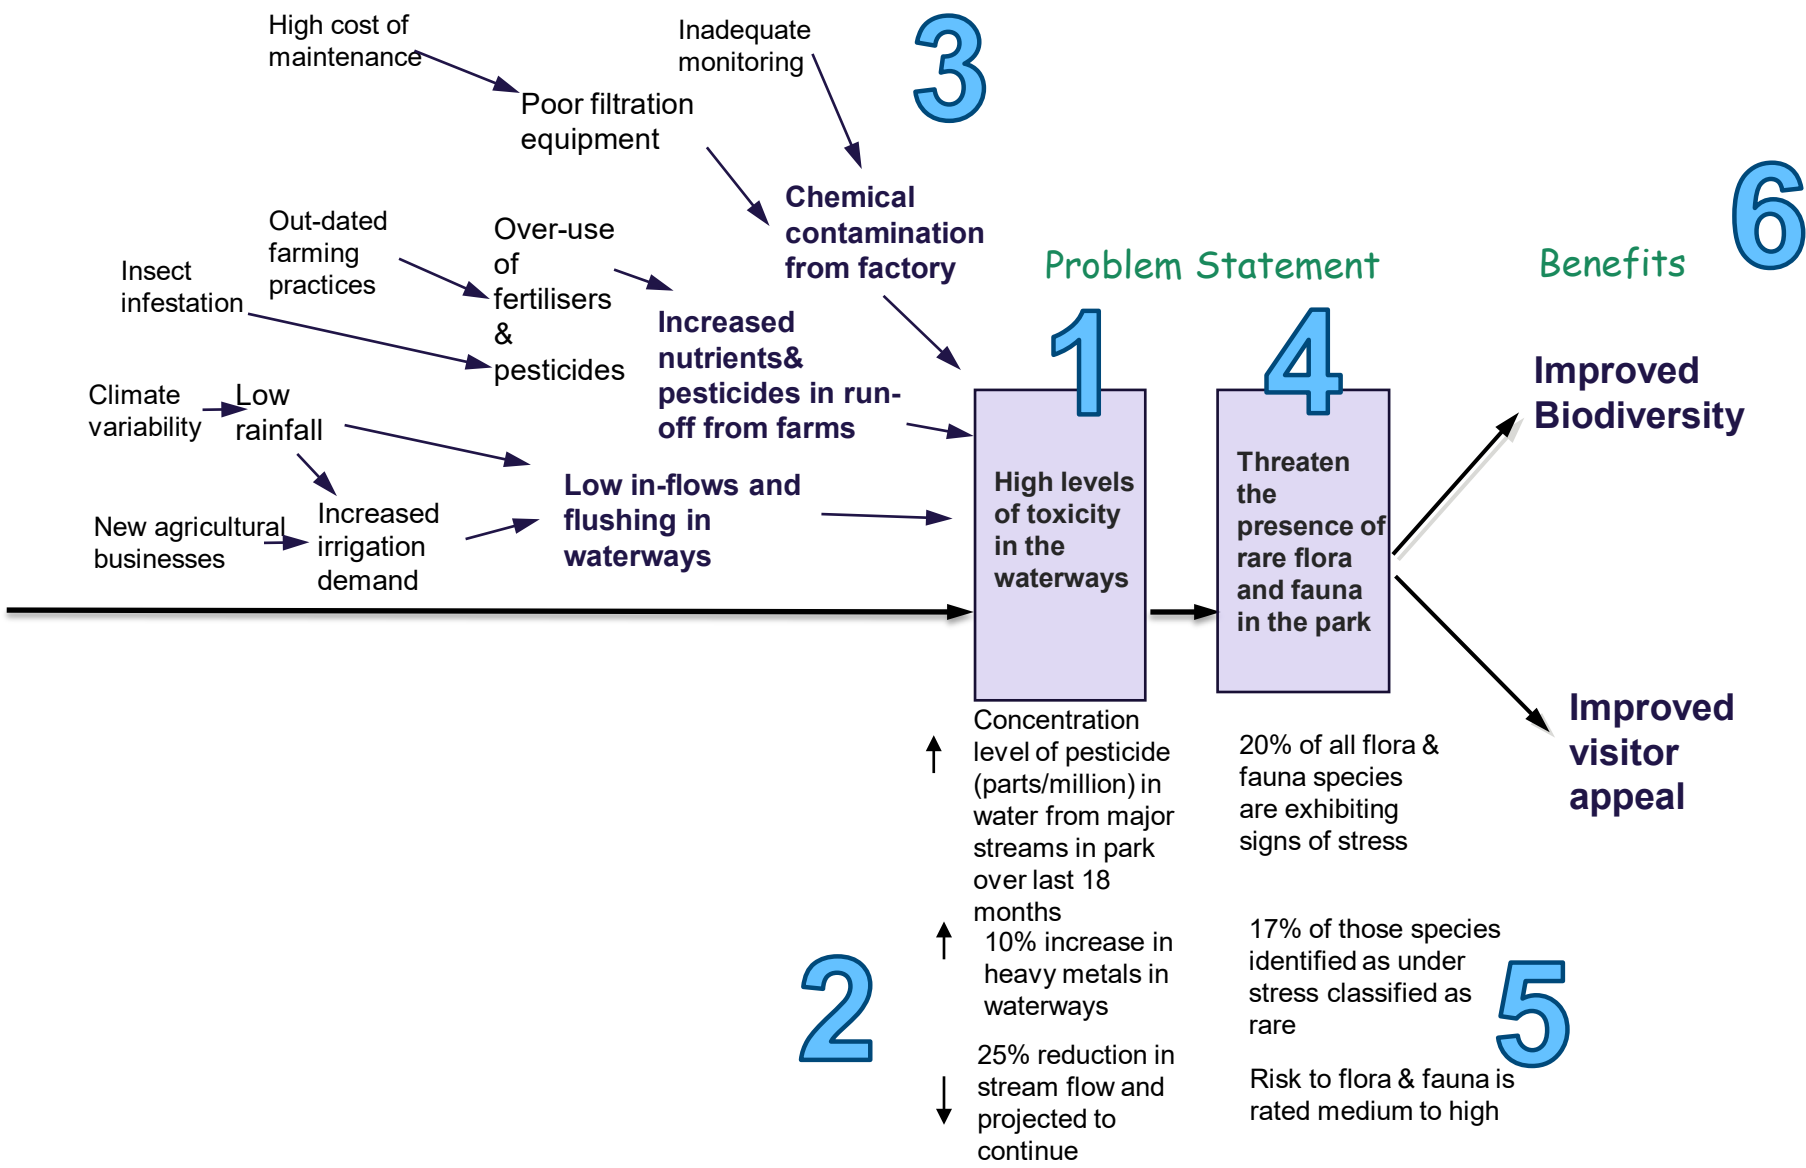 High cost of
maintenance
Inadequate
monitoring
3
Poor filtration
equipment
Chemical
contamination
from factory
6
Out-dated
farming
practices
Over-use
of
fertilisers
&
pesticides
Insect
infestation
Problem Statement
Benefits
Increased
nutrients&
pesticides in run-
off from farms
1
4
Climate
variability
Low
rainfall
Improved
Biodiversity
Low in-flows and
flushing in
waterways
High levels
of toxicity
in the
waterways
Threaten
the
presence of
rare flora
and fauna
in the park
New agricultural
businesses
Increased
irrigation
demand
Improved
visitor
appeal
Concentration
level of pesticide
(parts/million) in
water from major
streams in park
over last 18
months
20% of all flora &
fauna species
are exhibiting
signs of stress
2
10% increase in
heavy metals in
waterways
17% of those species
identified as under
stress classified as
rare
5
25% reduction in
stream flow and
projected to
continue
Risk to flora & fauna is
rated medium to high